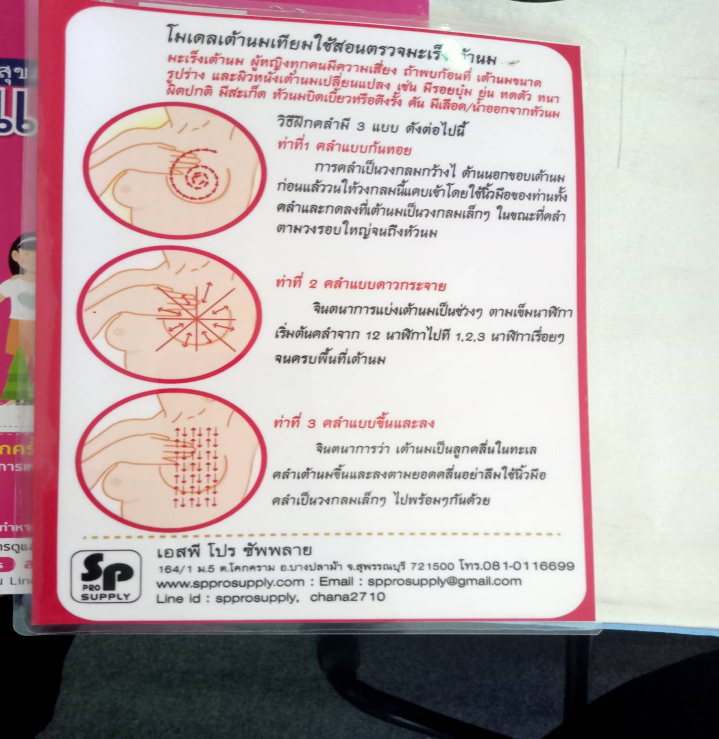 โมเดลเต้านมเทียมใช้สอนตรวจมะเร็งเต้านม
มะเร็งเต้านม ผู้หญิงทุกคนมีความเสี่ยง ถ้าพบก้อนที่ เต้านมขนาด
รูปร่าง และผิวหนังเต้านมเปลี่ยนแปลง เช่น มีรอยบุ๋ม ย่น หดตัว หนา
ผิดปกติ มีสะเก็ด หัวนมบิดเบี้ยวหรือดึงรั้ง คัน มีเลือด/น้ำออกจากหัวนม
วิธีฝึกคลำมี 3 แบบ ดังต่อไปนี้
ท่าที่1 คลำแบบก้นหอย
การคลำเป็นวงกลมกว้างไ ด้านนอกขอบเต้านม
ก่อนแล้ววนให้วงกลมนี้แคบเข้าโดยใช้นิ้วมือของท่านทั้ง
คลำและกดลงที่เต้านมเป็นวงกลมเล็กๆ ในขณะที่คลำ
ตามวงรอบใหญ่จนถึงหัวนม
ท่าที่ 2 คลำแบบดาวกระจาย
จินตนาการแบ่งเต้านมเป็นช่วงๆ ตามเข็มนาฬิกา
เริ่มต้นคลำจาก 12 นาฬิกาไปที่ 1,2,3 นาฬิกาเรื่อยๆ
จนครบพื้นที่เต้านม
ท่าที่ 3 คลำแบบขึ้นและลง
จินตนาการว่า เต้านมเป็นลูกคลื่นในทะเล
คลำเต้านมขึ้นและลงตามยอดคลื่นอย่าลืมใช้นิ้วมือ
คลำเป็นวงกลมเล็กๆ ไปพร้อมๆกันด้วย
SP
PRO
SUPPLY
เอสพี โปร ซัพพลาย
164/1 ม.5 ต.โคกคราม อ.บางปลาม้า จ.สุพรรณบุรี 721500 โทร.081-0116699
www.spprosupply.com : Email : spprosupply@gmail.com
Line id : spprosupply, chana2710